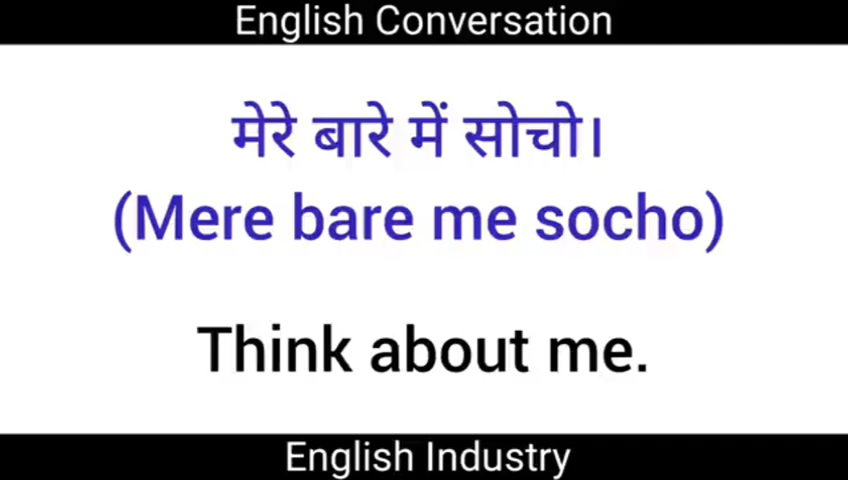 English Conversation
मेरे बारे में सोचो।
(Mere bare me socho)
Think about me.
English Industry